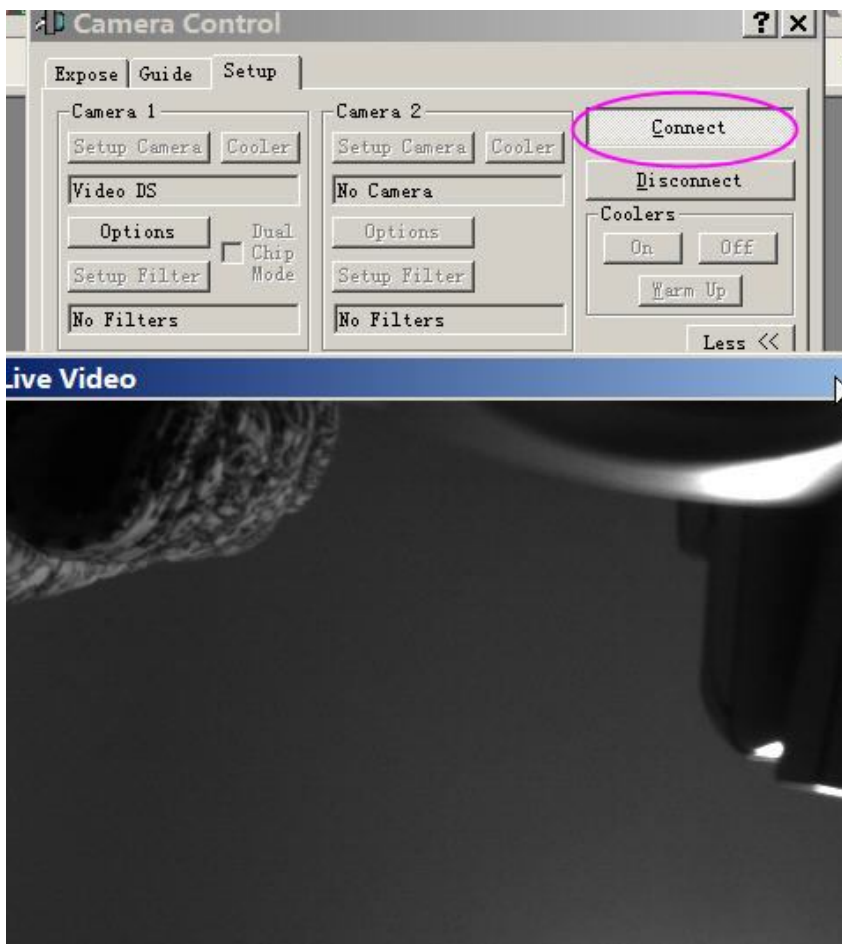 Camera Control
? ×
Expose Guide Setup
Camera 1
Setup Camera Cooler
Video DS
Options
Dual Chip Mode
Setup Filter
No Filters
Camera 2
Setup Camera Cooler
No Camera
Options
Setup Filter
No Filters
Connect
Disconnect
Coolers
On Off
Warm Up
Less <<
Live Video